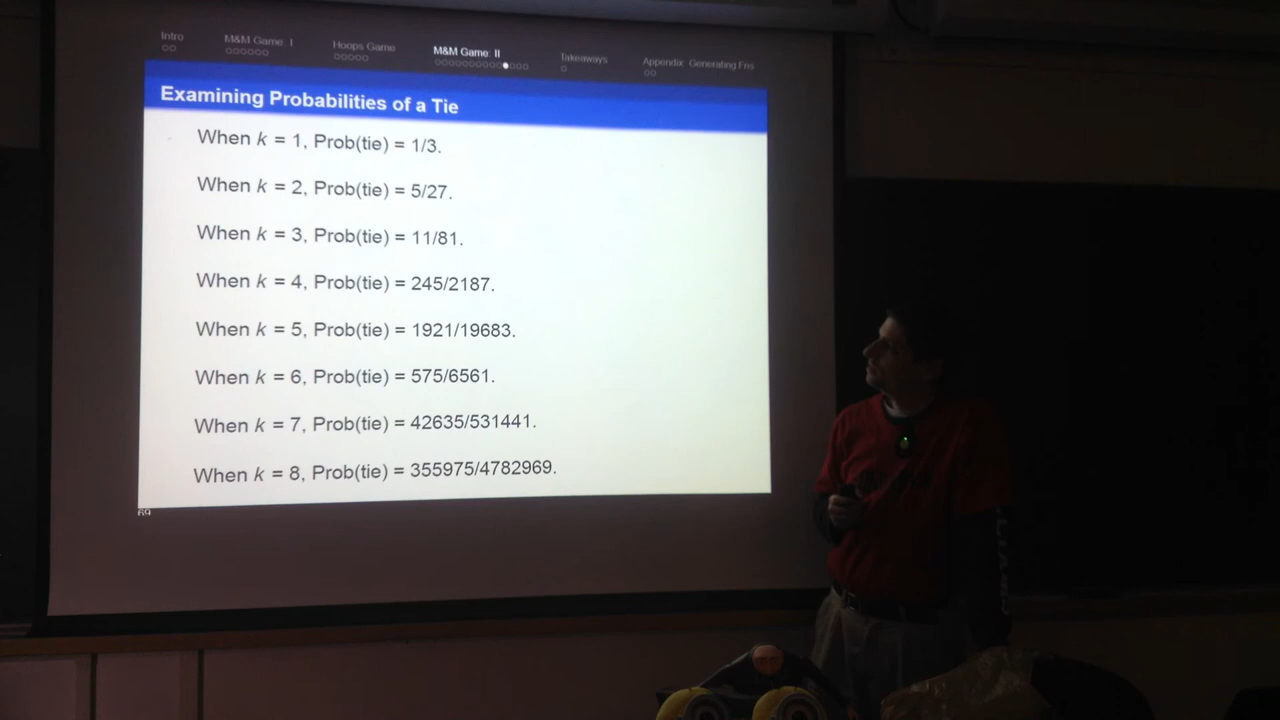 Intro
M&M Game: I
Hoops Game
M&M Game: II
Takeaways
Appendix: Generating Fns
Examining Probabilities of a Tie
When k = 1, Prob(tie) = 1/3.
When k = 2, Prob(tie) = 5/27.
When k = 3, Prob(tie) = 11/81.
When k = 4, Prob(tie) = 245/2187.
When k = 5, Prob(tie) = 1921/19683.
When k = 6, Prob(tie) = 575/6561.
When k = 7, Prob(tie) = 42635/531441.
When k = 8, Prob(tie) = 355975/4782969.
69